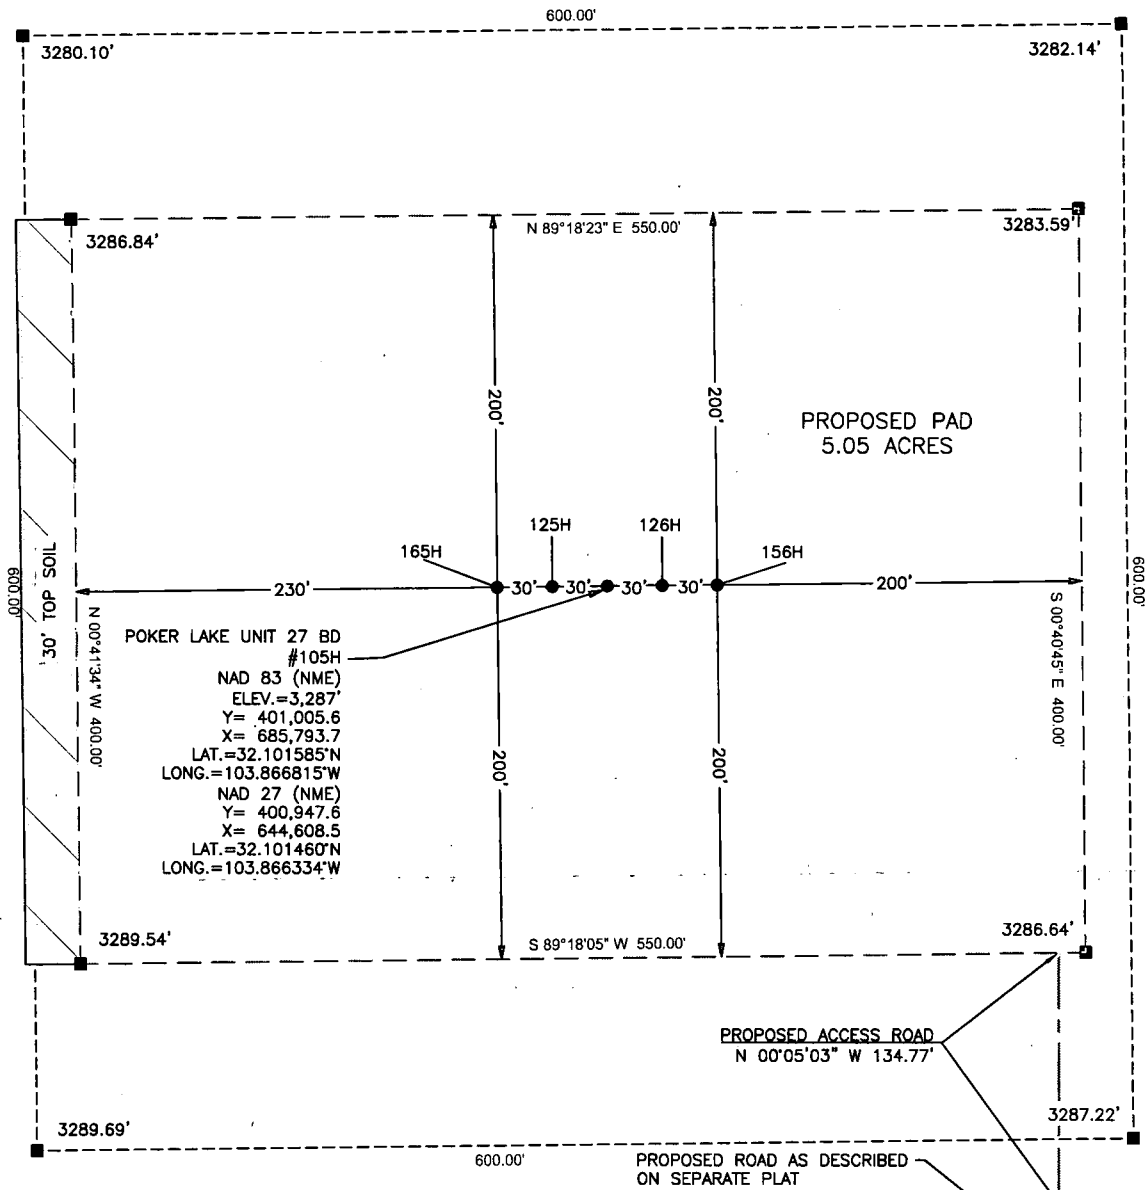 600.00'
3280.10'
3282.14'
3286.84'
N 89°18'23" E 550.00'
3283.59'
200'
200'
PROPOSED PAD
5.05 ACRES
125H
126H
165H
156H
230'
30'
30'
30'
30'
200'
600.00'
30' TOP SOIL
N 00°41'34" W 400.00'
S 00°40'45" E 400.00'
600.00'
POKER LAKE UNIT 27 BD
#105H
NAD 83 (NME)
ELEV.=3,287'
Y= 401,005.6
X= 685,793.7
LAT.=32.101585°N
LONG.=103.866815°W
NAD 27 (NME)
Y= 400,947.6
X= 644,608.5
LAT.=32.101460°N
LONG.=103.866334°W
200'
200'
3289.54'
S 89°18'05" W 550.00'
3286.64'
PROPOSED ACCESS ROAD
N 00°05'03" W 134.77'
3289.69'
3287.22'
600.00'
PROPOSED ROAD AS DESCRIBED
ON SEPARATE PLAT